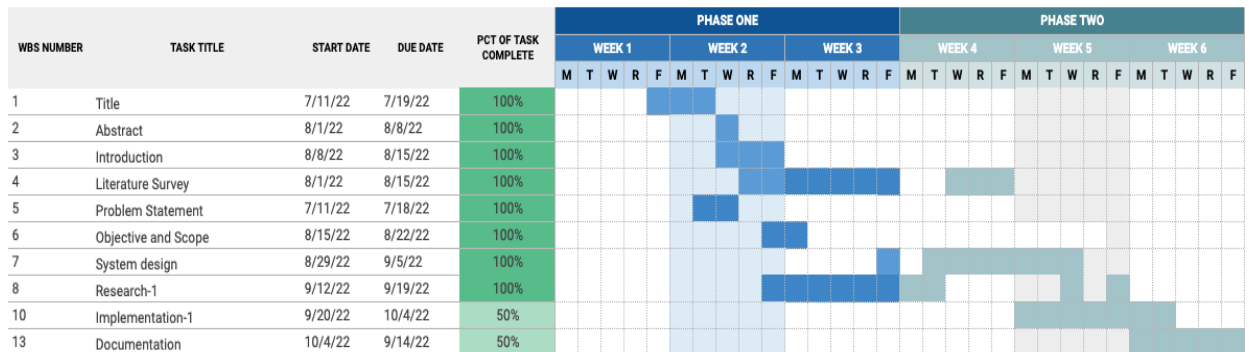 PHASE ONE PHASE TWO
WBS NUMBER TASK TITLE START DATE DUE DATE PCT OF TASK COMPLETE WEEK 1 WEEK 2 WEEK 3 WEEK 4 WEEK 5 WEEK 6
M T W R F M T W R F M T W R F M T W R F M T W R F M T W R F
1 Title 7/11/22 7/19/22 100%
2 Abstract 8/1/22 8/8/22 100%
3 Introduction 8/8/22 8/15/22 100%
4 Literature Survey 8/1/22 8/15/22 100%
5 Problem Statement 7/11/22 7/18/22 100%
6 Objective and Scope 8/15/22 8/22/22 100%
7 System design 8/29/22 9/5/22 100%
8 Research-1 9/12/22 9/19/22 100%
10 Implementation-1 9/20/22 10/4/22 50%
13 Documentation 10/4/22 9/14/22 50%